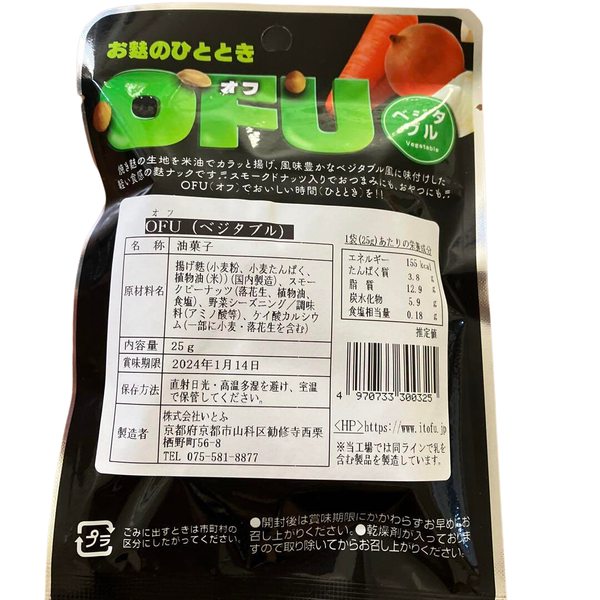 お麩のひととき
オフ
OFU
ベジタブル
Vegetable
焼き麩の生地を米油でカラッと揚げ、風味豊かなベジタブル風に味付けした
軽い食感の麩ナックです♬スモークドナッツ入りでおつまみにも、おやつにも♬
OFU(オフ)でおいしい時間(ひととき)を!!
オフ
OFU (ベジタブル)
名 称 油菓子
原材料名 揚げ麩(小麦粉、小麦たんぱく、
植物油(米))(国内製造)、スモー
クピーナッツ(落花生、植物油、
食塩)、野菜シーズニング/調味
料(アミノ酸等)、ケイ酸カルシウ
ム(一部に小麦・落花生を含む)
内容量 25g
賞味期限 2024年1月14日
保存方法 直射日光・高温多湿を避け、室温
で保管してください。
製造者 株式会社いとふ
京都府京都市山科区勧修寺西栗
栖野町56-8
TEL 075-581-8877
1袋(25g)あたりの栄養成分
エネルギー 155 kcal
たんぱく質 3.8 g
脂 質 12.9 g
炭水化物 5.9 g
食塩相当量 0.18 g
推定値
4 970733 300325
<HP>https://www.itofu.jp
※当工場では同ラインで乳を
含む製品を製造しています。
プラ
ごみに出すときは市町村の
区分にしたがってください。
●開封後は賞味期限にかかわらずお早めにお
召し上がりください。●乾燥剤が入っておりま
すので取り除いてからお召し上がりください。